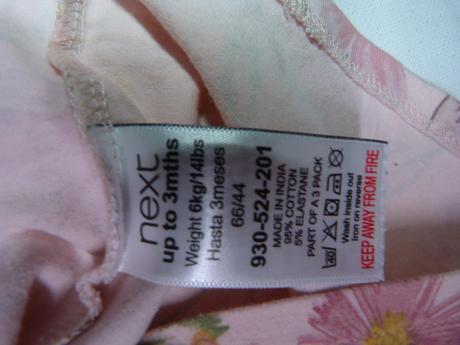 next
up to 3mths
Weight 6kg/14lbs
Hasta 3meses
66/44
930-524-201
MADE IN INDIA
95% COTTON
5% ELASTANE
PART OF A 3 PACK
40
Wash inside out
iron on reverse
KEEP AWAY FROM FIRE